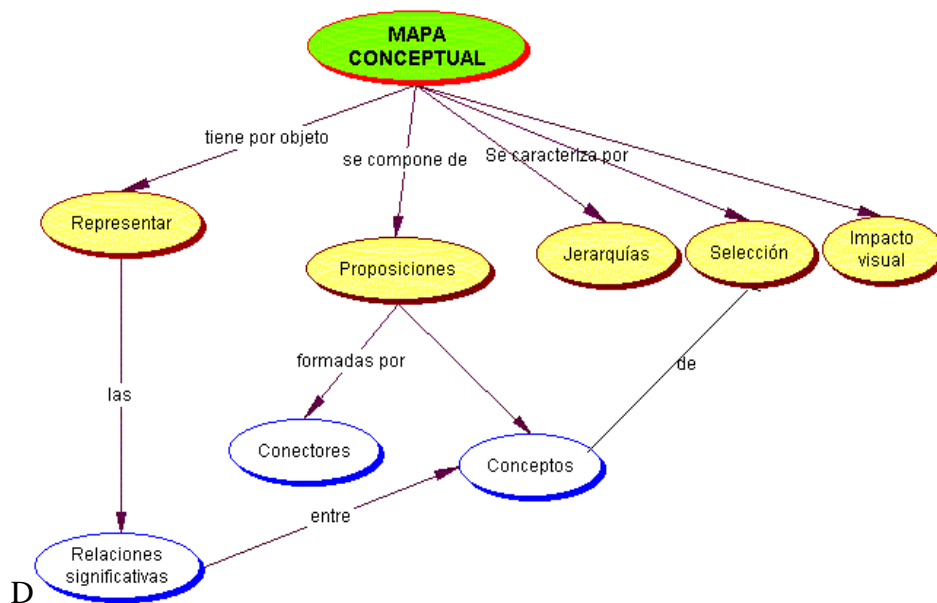 MAPA
CONCEPTUAL
tiene por objeto
se compone de
Se caracteriza por
Representar
Proposiciones
Jerarquías
Selección
Impacto
visual
formadas por
de
las
Conectores
Conceptos
entre
Relaciones
significativas
D